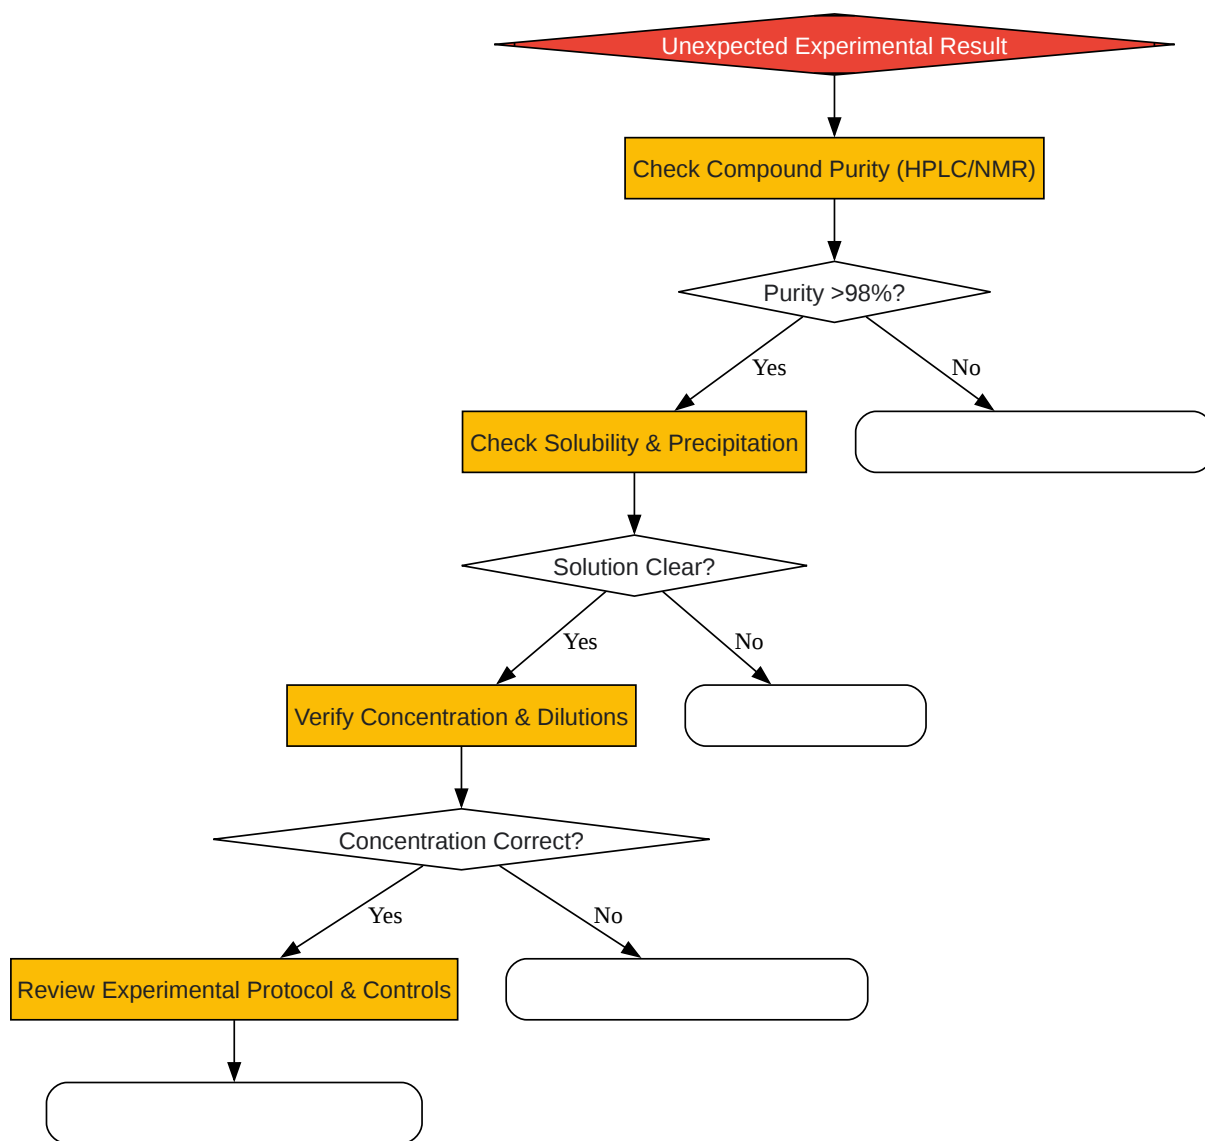 Unexpected Experimental Result
Check Compound Purity (HPLC/NMR)
Purity >98%?
Yes
No
Check Solubility & Precipitation
Solution Clear?
Yes
No
Verify Concentration & Dilutions
Concentration Correct?
Yes
No
Review Experimental Protocol & Controls